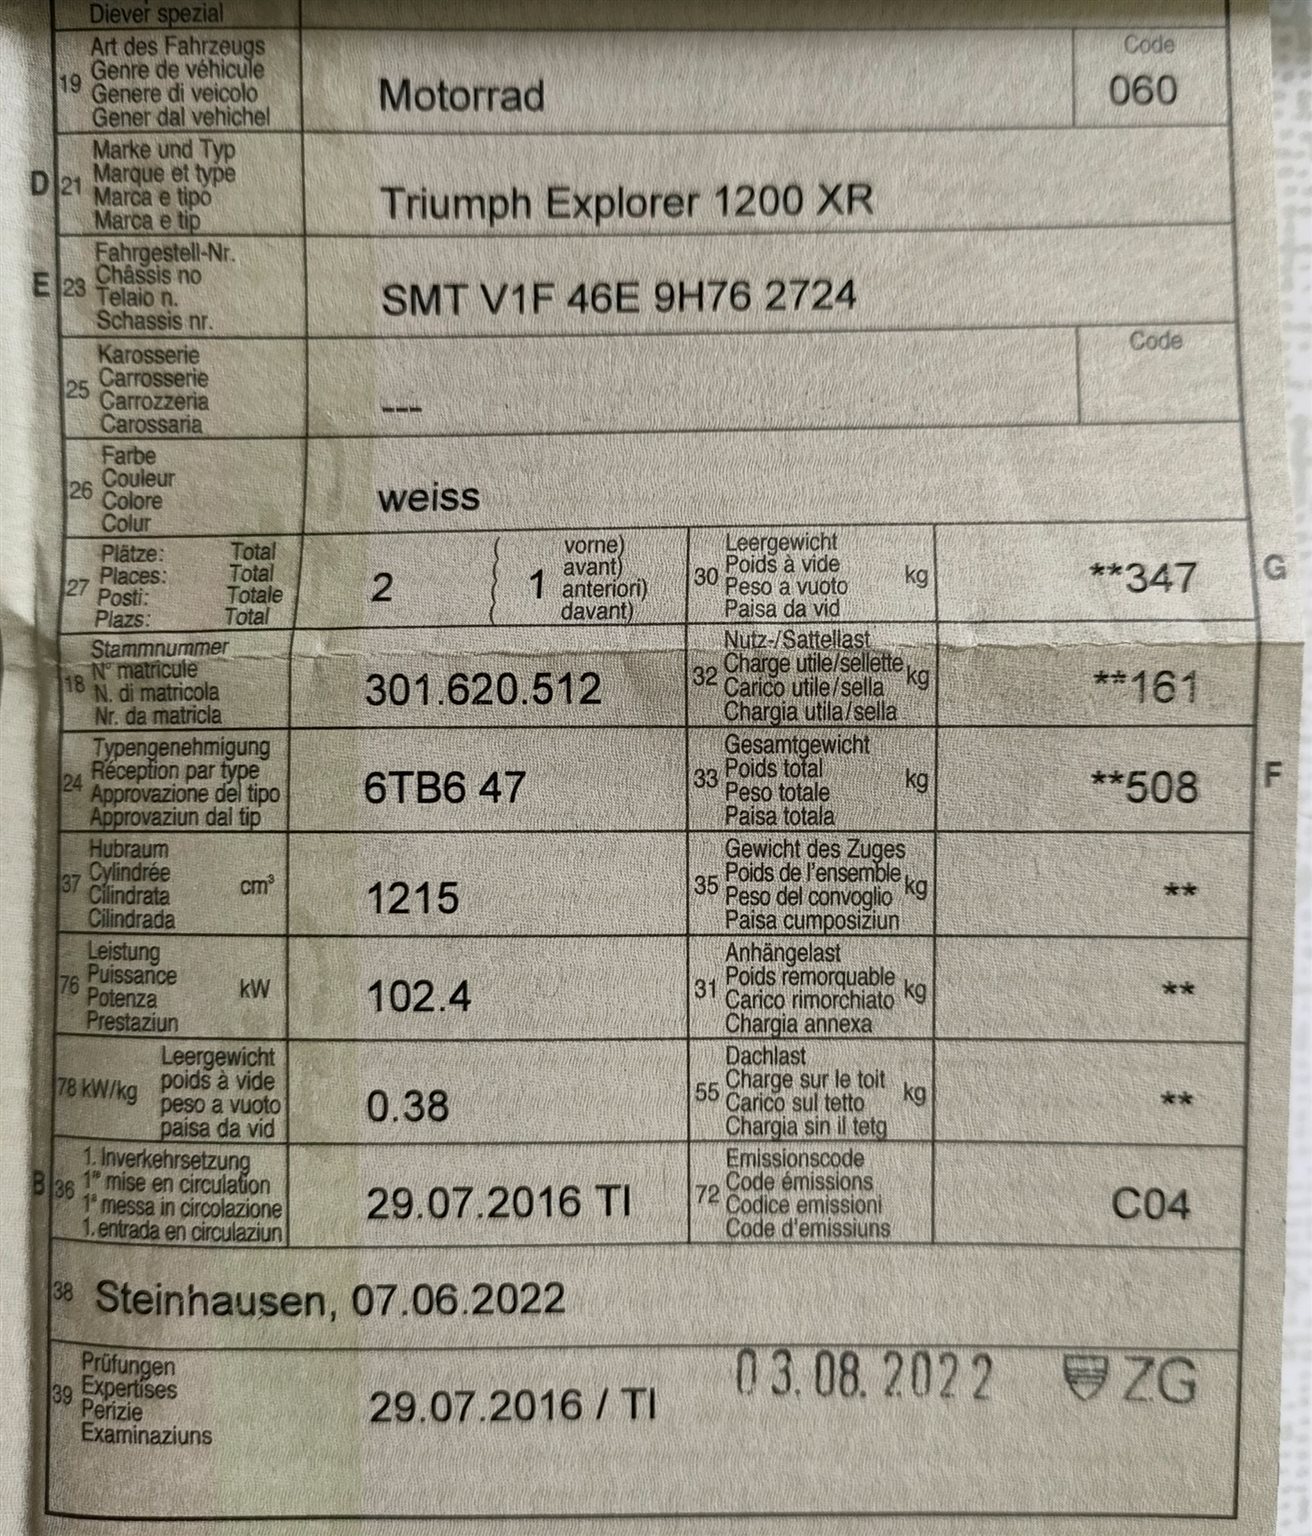 Diever spezial
19 Art des Fahrzeugs
Genre de véhicule
Genere di veicolo
Gener dal vehichel
Motorrad
Code
060
D 21 Marke und Typ
Marque et type
Marca e tipo
Marca e tip
Triumph Explorer 1200 XR
E 23 Fahrgestell-Nr.
Châssis no
Telaio n.
Schassis nr.
SMT V1F 46E 9H76 2724
25 Karosserie
Carrosserie
Carrozzeria
Carossaria
---
Code
26 Farbe
Couleur
Colore
Colur
weiss
27 Plätze: Total
Places: Total
Posti: Totale
Plazs: Total
2 ( 1 vorne)
avant)
anteriori)
davant)
30 Leergewicht
Poids à vide
Peso a vuoto
Paisa da vid
kg
**347
G
18 Stammnummer
N° matricule
N. di matricola
Nr. da matricla
301.620.512
32 Nutz-/Sattellast
Charge utile/sellette
Carico utile/sella
Chargia utila/sella
kg
**161
24 Typengenehmigung
Réception par type
Approvazione del tipo
Approvaziun dal tip
6TB6 47
33 Gesamtgewicht
Poids total
Peso totale
Paisa totala
kg
**508
F
37 Hubraum
Cylindrée
Cilindrata
Cilindrada
cm³
1215
35 Gewicht des Zuges
Poids de l'ensemble
Peso del convoglio
Paisa cumposiziun
kg
**
76 Leistung
Puissance
Potenza
Prestaziun
kW
102.4
31 Anhängelast
Poids remorquable
Carico rimorchiato
Chargia annexa
kg
**
78 kW/kg Leergewicht
poids à vide
peso a vuoto
paisa da vid
0.38
55 Dachlast
Charge sur le toit
Carico sul tetto
Chargia sin il tetg
kg
**
B 36 1. Inverkehrsetzung
1re mise en circulation
1a messa in circolazione
1. entrada en circulaziun
29.07.2016 TI
72 Emissionscode
Code émissions
Codice emissioni
Code d'emissiuns
C04
38 Steinhausen, 07.06.2022
39 Prüfungen
Expertises
Perizie
Examinaziuns
29.07.2016 / TI
03.08.2022 ZG